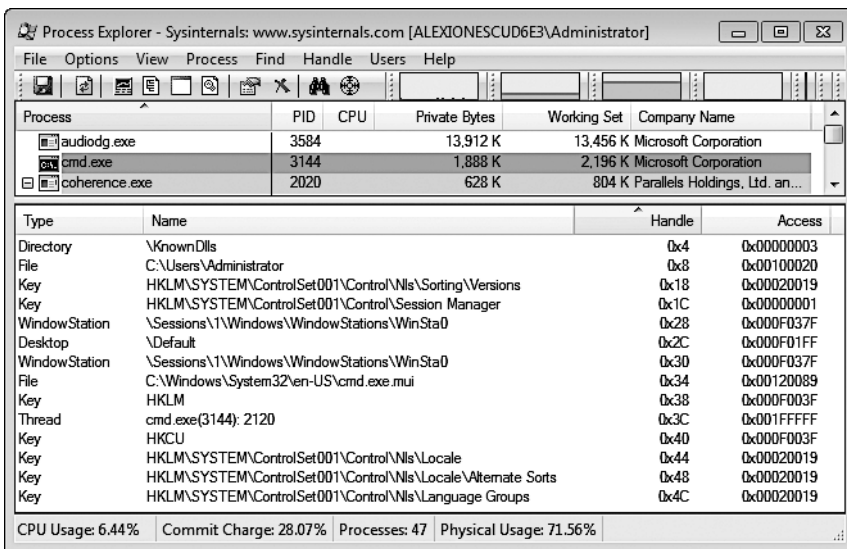 Process Explorer - Sysinternals: www.sysinternals.com [ALEXIONESCUD6E3\Administrator]
File Options View Process Find Handle Users Help
Process PID CPU Private Bytes Working Set Company Name
audiodg.exe 3584 13,912 K 13,456 K Microsoft Corporation
cmd.exe 3144 1,888 K 2,196 K Microsoft Corporation
coherence.exe 2020 628 K 804 K Parallels Holdings, Ltd. an...
Type Name Handle Access
Directory \KnownDlls 0x4 0x00000003
File C:\Users\Administrator 0x8 0x00100020
Key HKLM\SYSTEM\ControlSet001\Control\Nls\Sorting\Versions 0x18 0x00020019
Key HKLM\SYSTEM\ControlSet001\Control\Session Manager 0x1C 0x00000001
WindowStation \Sessions\1\Windows\WindowStations\WinSta0 0x28 0x000F037F
Desktop \Default 0x2C 0x000F01FF
WindowStation \Sessions\1\Windows\WindowStations\WinSta0 0x30 0x000F037F
File C:\Windows\System32\en-US\cmd.exe.mui 0x34 0x00120089
Key HKLM 0x38 0x000F003F
Thread cmd.exe(3144): 2120 0x3C 0x001FFFFF
Key HKCU 0x40 0x000F003F
Key HKLM\SYSTEM\ControlSet001\Control\Nls\Locale 0x44 0x00020019
Key HKLM\SYSTEM\ControlSet001\Control\Nls\Locale\Alternate Sorts 0x48 0x00020019
Key HKLM\SYSTEM\ControlSet001\Control\Nls\Language Groups 0x4C 0x00020019
CPU Usage: 6.44% Commit Charge: 28.07% Processes: 47 Physical Usage: 71.56%